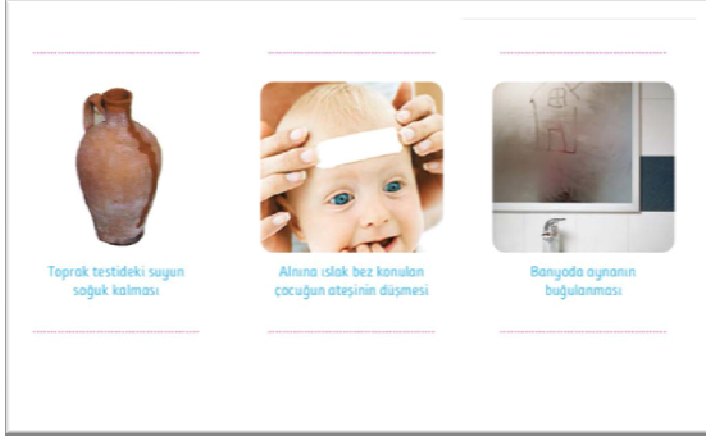 Toprak testideki suyun
soğuk kalması
Alnına ıslak bez konulan
çocuğun ateşinin düşmesi
Banyoda aynanın
buğulanması